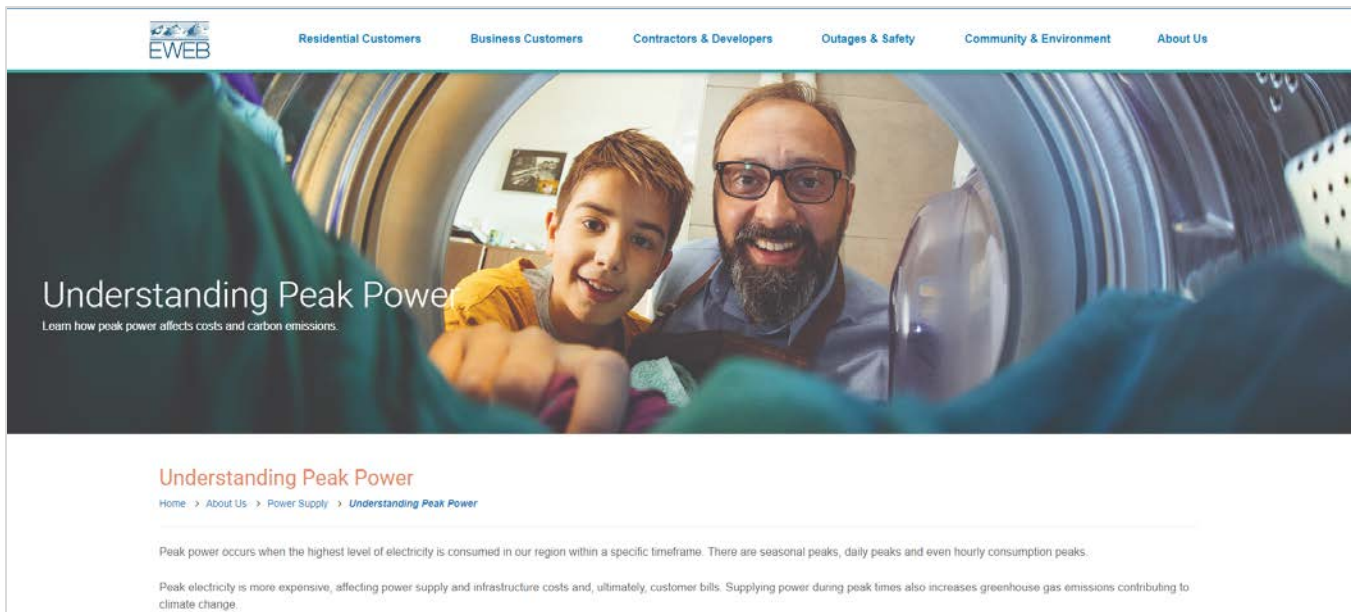 EWEB
Residential Customers
Business Customers
Contractors & Developers
Outages & Safety
Community & Environment
About Us
Understanding Peak Power
Learn how peak power affects costs and carbon emissions.
Understanding Peak Power
Home > About Us > Power Supply > Understanding Peak Power
Peak power occurs when the highest level of electricity is consumed in our region within a specific timeframe. There are seasonal peaks, daily peaks and even hourly consumption peaks.
Peak electricity is more expensive, affecting power supply and infrastructure costs and, ultimately, customer bills. Supplying power during peak times also increases greenhouse gas emissions contributing to
climate change.